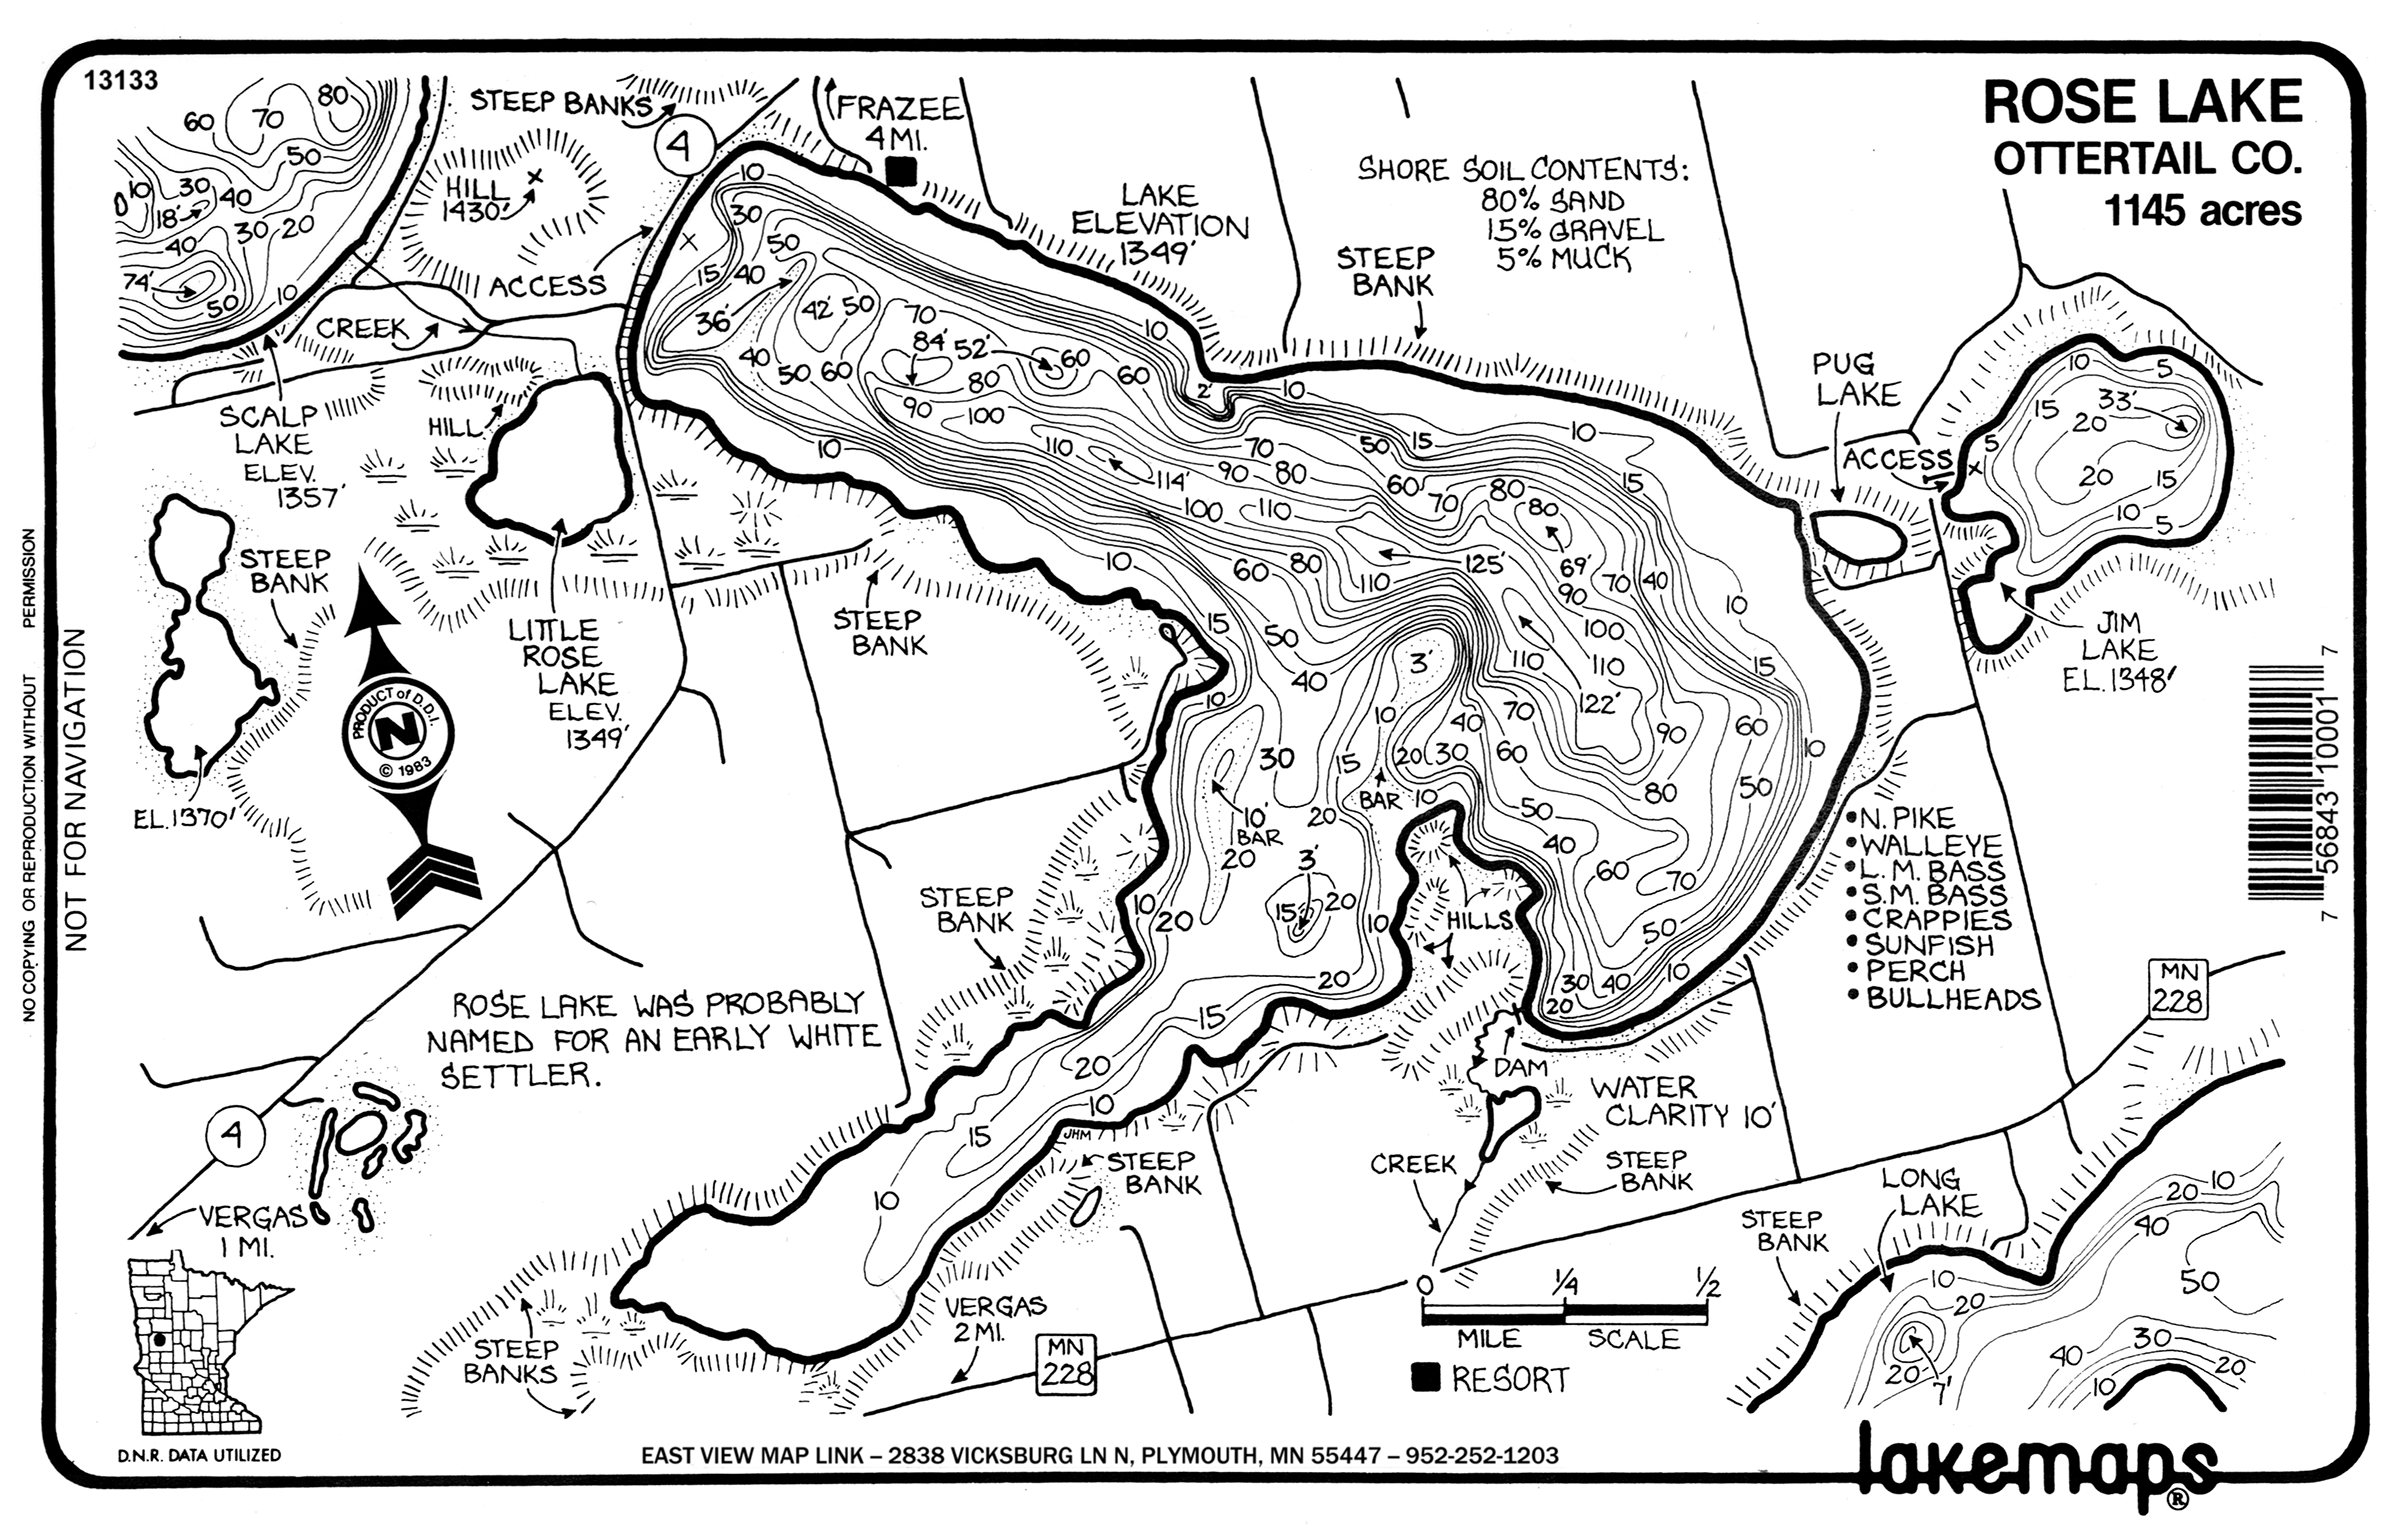 13133
ROSE LAKE
OTTERTAIL CO.
1145 acres
STEEP BANKS
4
FRAZEE
4 MI.
HILL
1430'
ACCESS
CREEK
LAKE
ELEVATION
1349'
SHORE SOIL CONTENTS:
80% SAND
15% GRAVEL
5% MUCK
STEEP
BANK
80
70
60
50
10
30
40
18'
30
20
40
74'
50
10
SCALP
LAKE
ELEV.
1357'
HILL
10
30
50
15
40
36'
42'
50
70
84'
52'
60
60
40
50
60
80
90
100
10
10
2'
10
110
114'
70
90
80
50
15
10
100
110
60
70
80
80
15
125'
69'
70
40
90
10
10
60
80
110
15
50
40
3'
110
100
110
122'
15
10
10
30
15
20
30
40
70
60
90
60
80
50
10
BAR
10
10'
BAR
20
20
50
40
60
70
50
3'
15
20
10
20
10
20
30
40
20
10
15
20
10
15
10
PUG
LAKE
ACCESS
10
5
33'
15
20
5
20
15
10
5
JIM
LAKE
EL. 1348'
STEEP
BANK
EL. 1370'
LITTLE
ROSE
LAKE
ELEV.
1349'
STEEP
BANK
PRODUCT of D.D.I.
N
© 1983
STEEP
BANK
HILLS
•N. PIKE
•WALLEYE
•L. M. BASS
•S.M. BASS
•CRAPPIES
•SUNFISH
•PERCH
•BULLHEADS
MN
228
ROSE LAKE WAS PROBABLY
NAMED FOR AN EARLY WHITE
SETTLER.
DAM
WATER
CLARITY 10'
CREEK
STEEP
BANK
JHM
STEEP
BANK
4
VERGAS
1 MI.
STEEP
BANKS
VERGAS
2 MI.
MN
228
0 1/4 1/2
MILE SCALE
RESORT
STEEP
BANK
LONG
LAKE
10
20
20
7'
20
10
40
50
30
40
20
10
D.N.R. DATA UTILIZED
EAST VIEW MAP LINK – 2838 VICKSBURG LN N, PLYMOUTH, MN 55447 – 952-252-1203
lakemaps®
NOT FOR NAVIGATION
NO COPYING OR REPRODUCTION WITHOUT PERMISSION
7 56843 10001 7